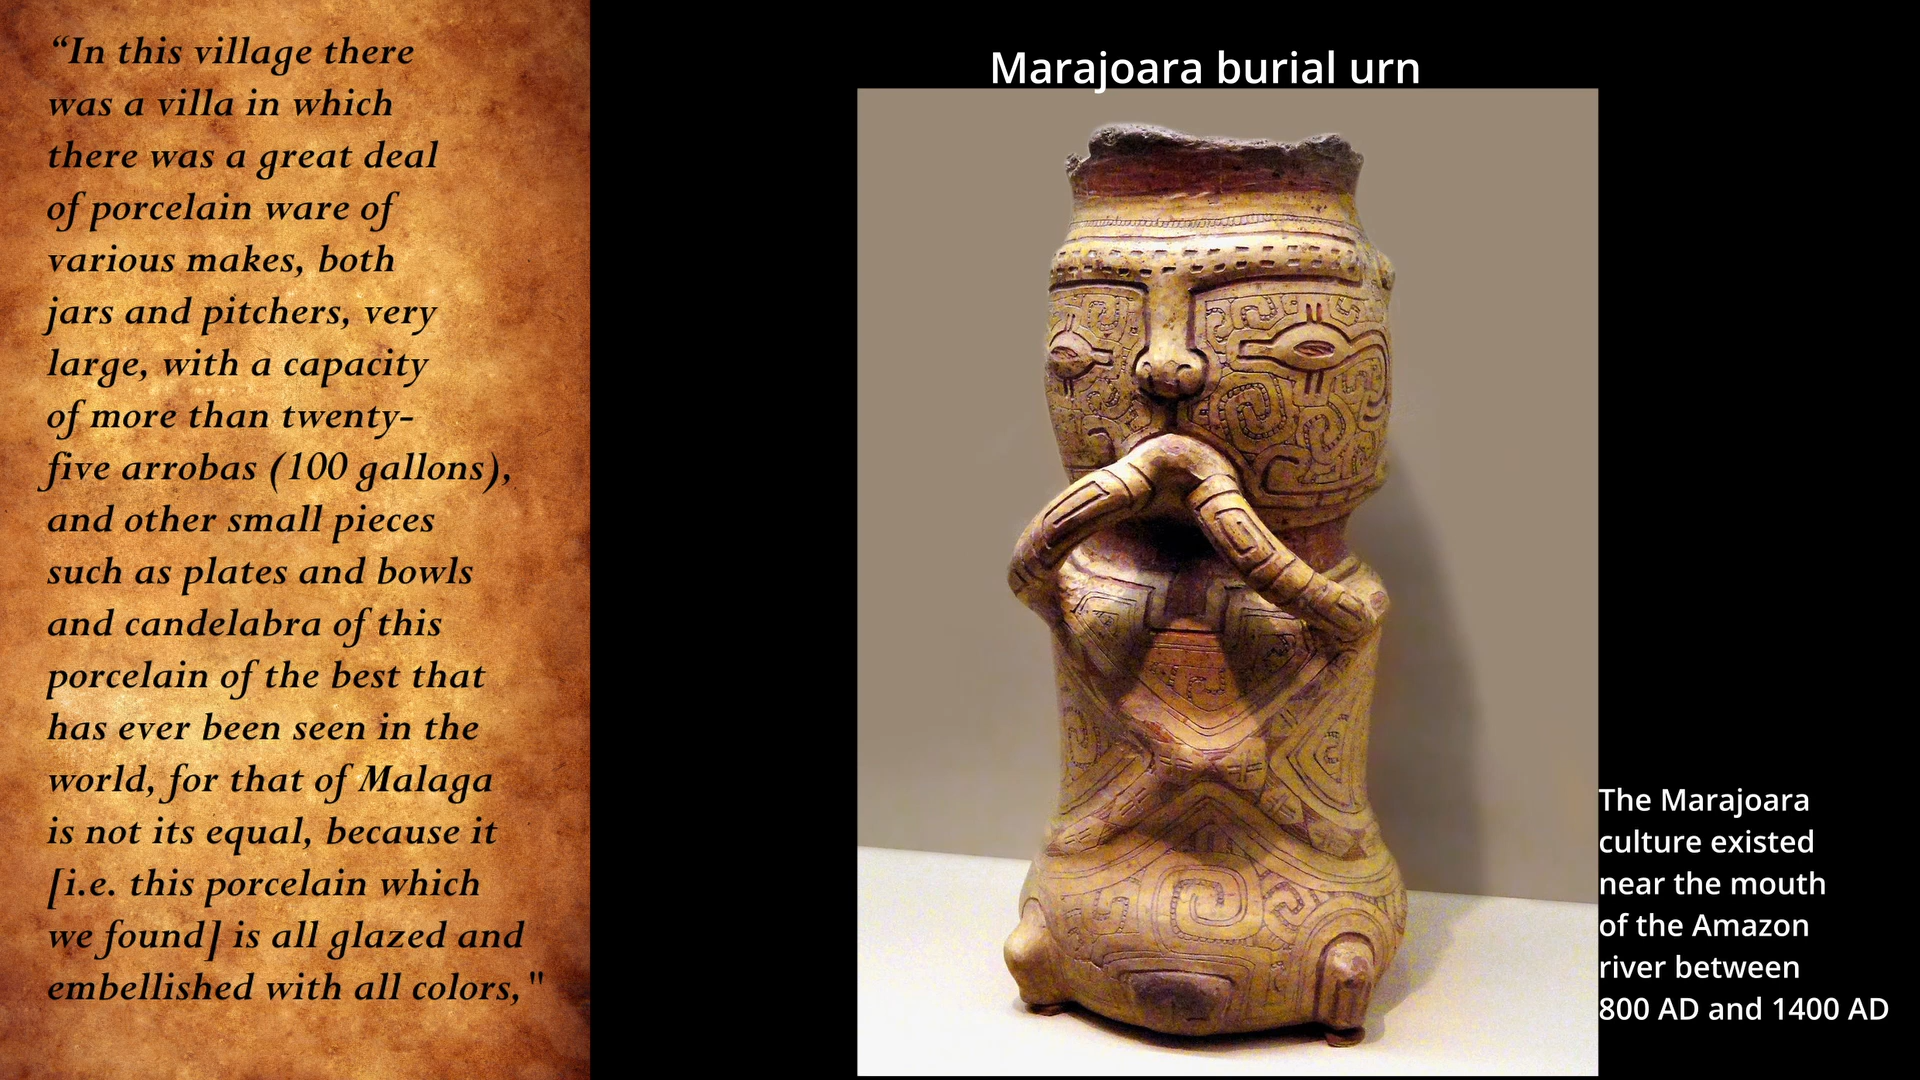 “In this village there
was a villa in which
there was a great deal
of porcelain ware of
various makes, both
jars and pitchers, very
large, with a capacity
of more than twenty-
five arrobas (100 gallons),
and other small pieces
such as plates and bowls
and candelabra of this
porcelain of the best that
has ever been seen in the
world, for that of Malaga
is not its equal, because it
[i.e. this porcelain which
we found] is all glazed and
embellished with all colors,"
Marajoara burial urn
The Marajoara
culture existed
near the mouth
of the Amazon
river between
800 AD and 1400 AD